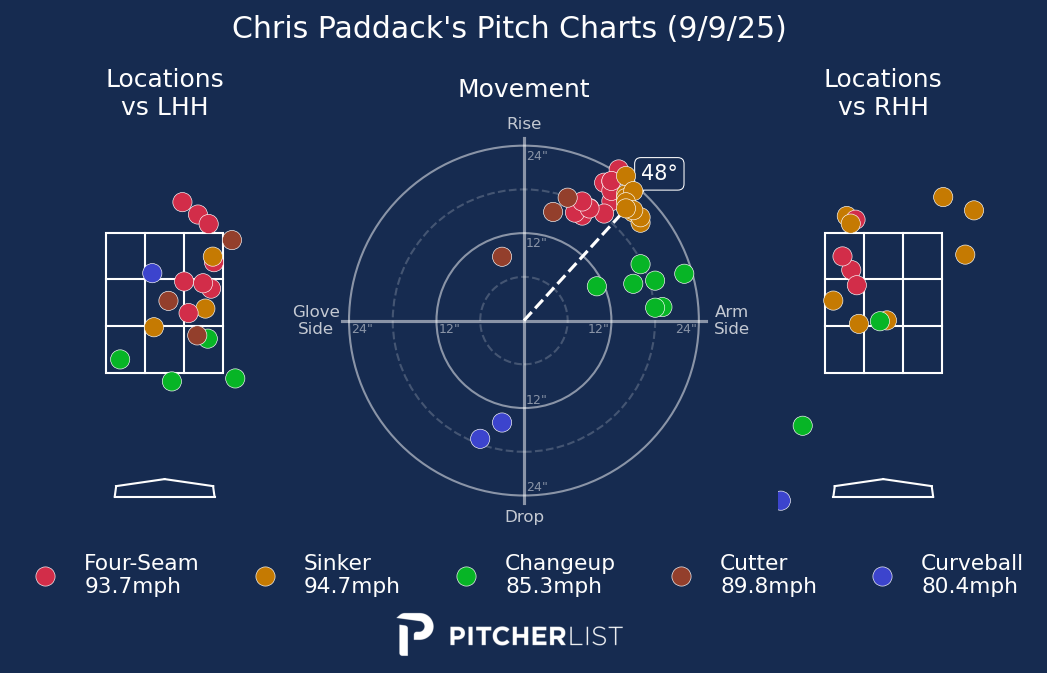 Chris Paddack's Pitch Charts (9/9/25)
Locations
vs LHH
Movement
Locations
vs RHH
Rise
24"
48°
12"
Glove
Side
24"
12"
12"
24"
Arm
Side
12"
24"
Drop
Four-Seam
93.7mph
Sinker
94.7mph
Changeup
85.3mph
Cutter
89.8mph
Curveball
80.4mph
PITCHERLIST